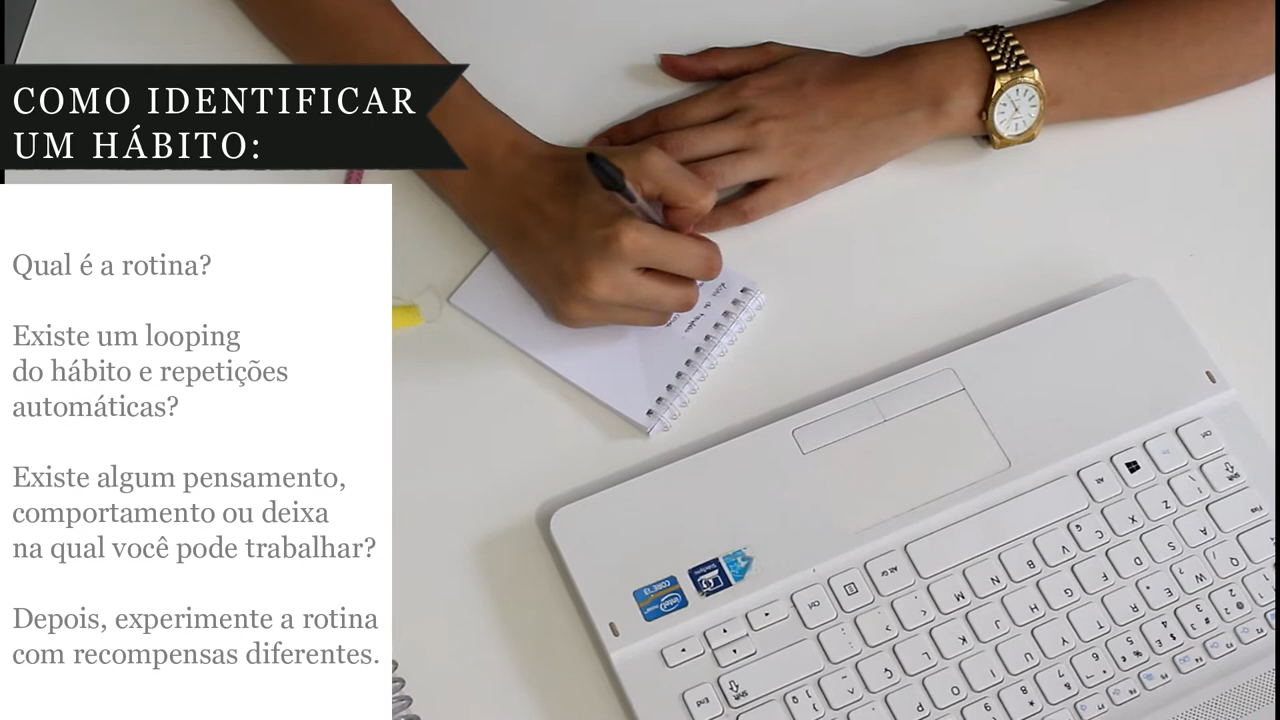 COMO IDENTIFICAR
UM HÁBITO:
Qual é a rotina?
Existe um looping
do hábito e repetições
automáticas?
Existe algum pensamento,
comportamento ou deixa
na qual você pode trabalhar?
Depois, experimente a rotina
com recompensas diferentes.